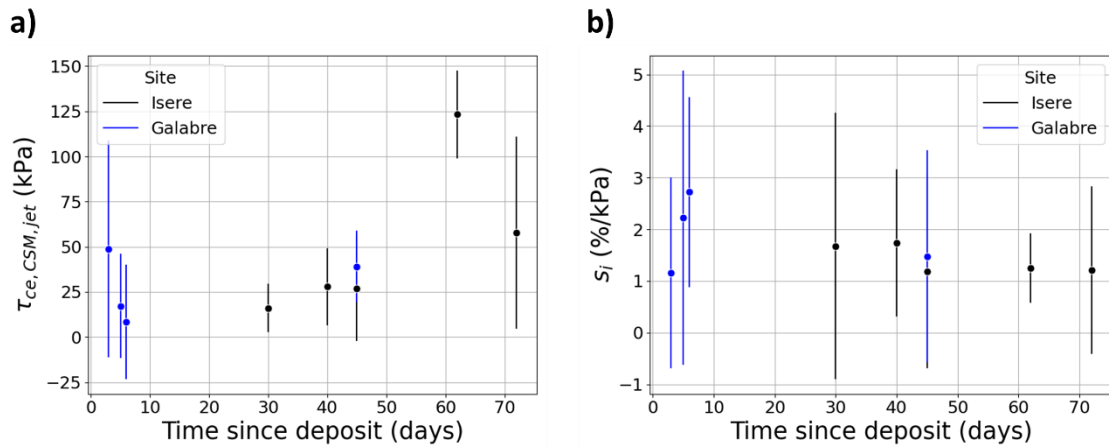 a)
150
125
100
75
50
25
0
−25
τce,CSM,jet (kPa)
Site
Isere
Galabre
0 10 20 30 40 50 60 70
Time since deposit (days)
b)
5
4
3
2
1
0
−1
si (%/kPa)
Site
Isere
Galabre
0 10 20 30 40 50 60 70
Time since deposit (days)